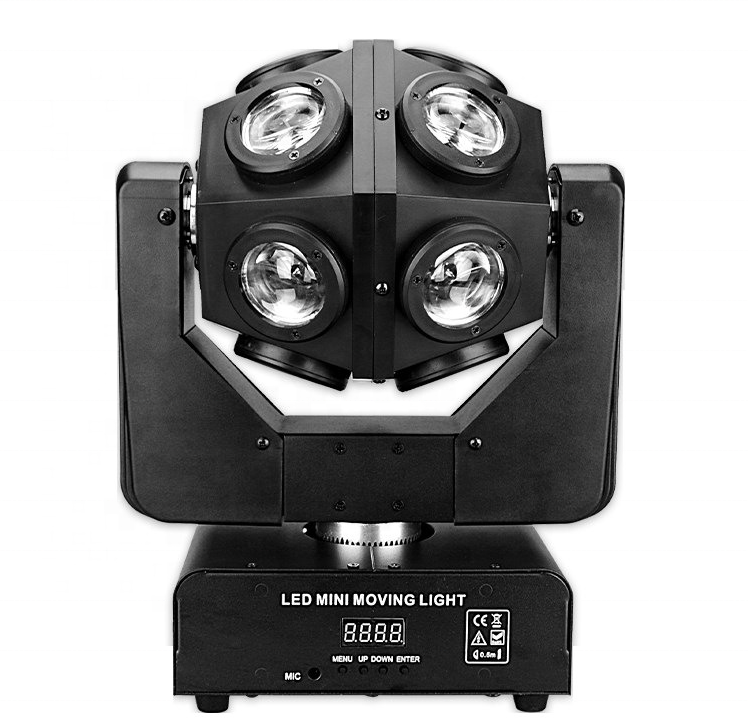 LED MINI MOVING LIGHT
8.8.8.8.
MENU UP DOWN ENTER
MIC
CE
0.5m